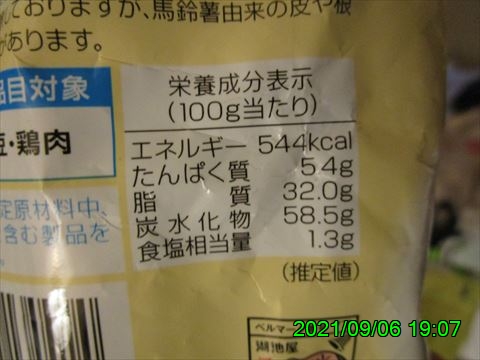 ておりますが、馬鈴薯由来の皮や根
があります。
品目対象
豆・鶏肉
定原材料中、
含む製品を
栄養成分表示
(100g当たり)
エネルギー 544kcal
たんぱく質 5.4g
脂質 32.0g
炭水化物 58.5g
食塩相当量 1.3g
(推定値)
ベルマー
湖池屋
2021/09/06 19:07